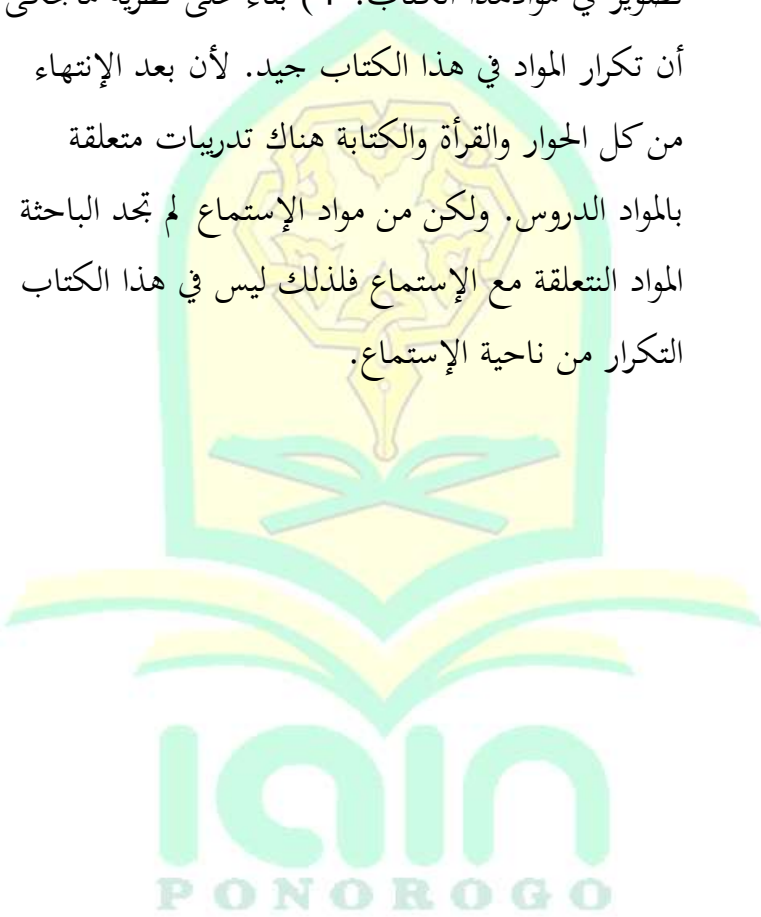 أن تكرار المواد في هذا الكتاب جيد. لأن بعد الإنتهاء
من كل الحوار والقرأة والكتابة هناك تدريبات متعلقة
بالمواد الدروس. ولكن من مواد الإستماع لم تجد الباحثة
المواد النتعلقة مع الإستماع فلذلك ليس في هذا الكتاب
التكرار من ناحية الإستماع.
iain
PONOROGO